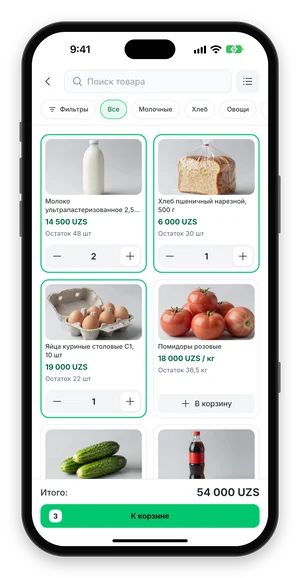 9:41
Поиск товара
Фильтры
Все
Молочные
Хлеб
Овощи
Молоко
ультрапастеризованное 2,5...
14 500 UZS
Остаток 48 шт
2
Хлеб пшеничный нарезной,
500 г
6 000 UZS
Остаток 30 шт
1
Яйца куриные столовые С1,
10 шт
19 000 UZS
Остаток 22 шт
1
Помидоры розовые
18 000 UZS / кг
Остаток 36,5 кг
В корзину
Итого:
54 000 UZS
3
К корзине